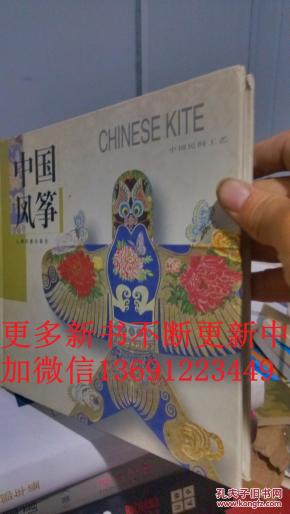 CHINESE KITE
中国民间工艺
中国
风筝
更多新书不断更新中
加微信13691223449
孔夫子旧书网